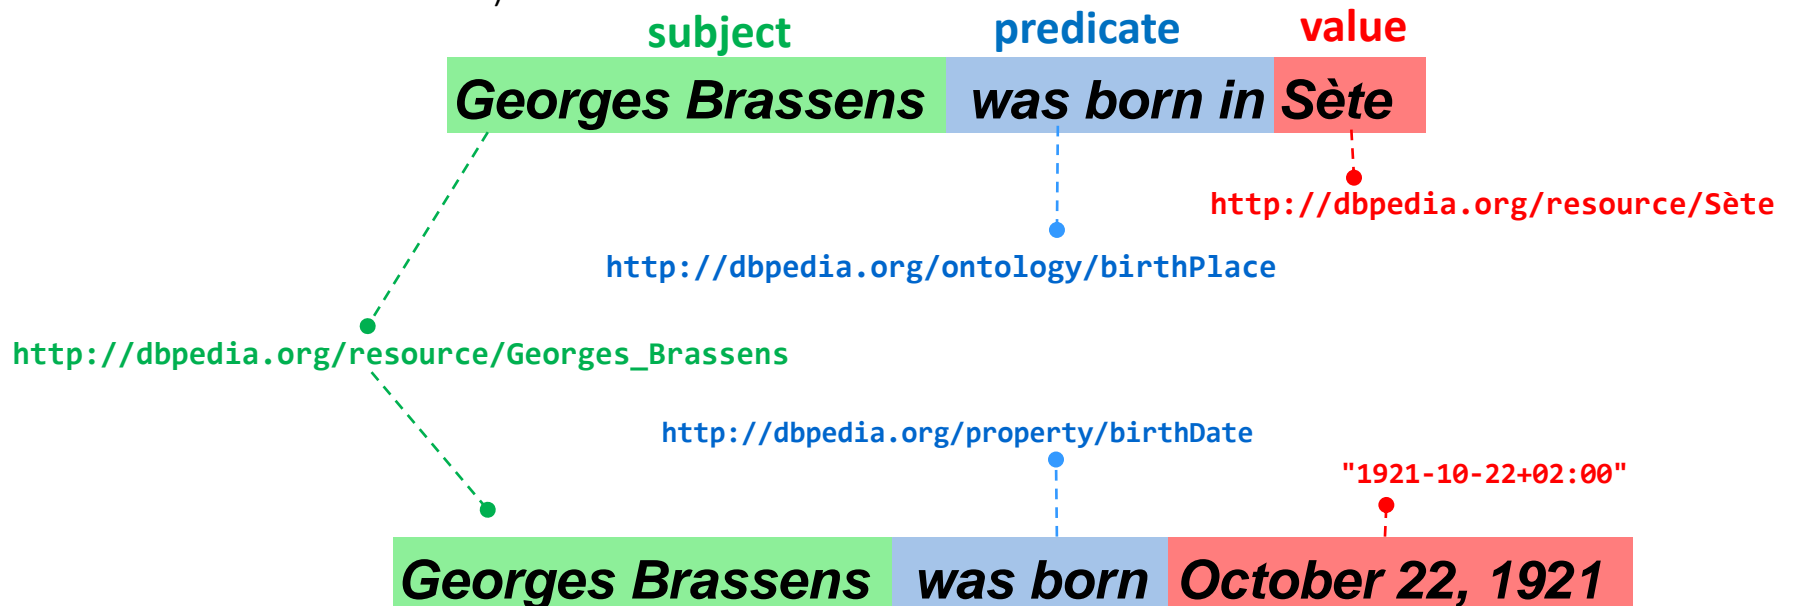 subject predicate value
Georges Brassens was born in Sète
http://dbpedia.org/resource/Sète
http://dbpedia.org/ontology/birthPlace
http://dbpedia.org/resource/Georges_Brassens
http://dbpedia.org/property/birthDate
"1921-10-22+02:00"
Georges Brassens was born October 22, 1921